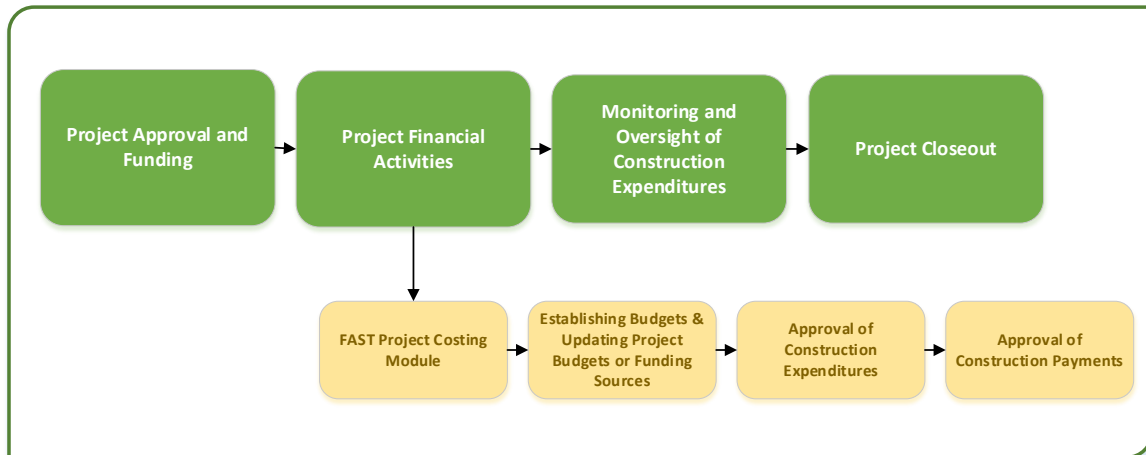 Project Approval and
Funding
Project Financial
Activities
Monitoring and
Oversight of
Construction
Expenditures
Project Closeout
FAST Project Costing
Module
Establishing Budgets &
Updating Project
Budgets or Funding
Sources
Approval of
Construction
Expenditures
Approval of
Construction Payments